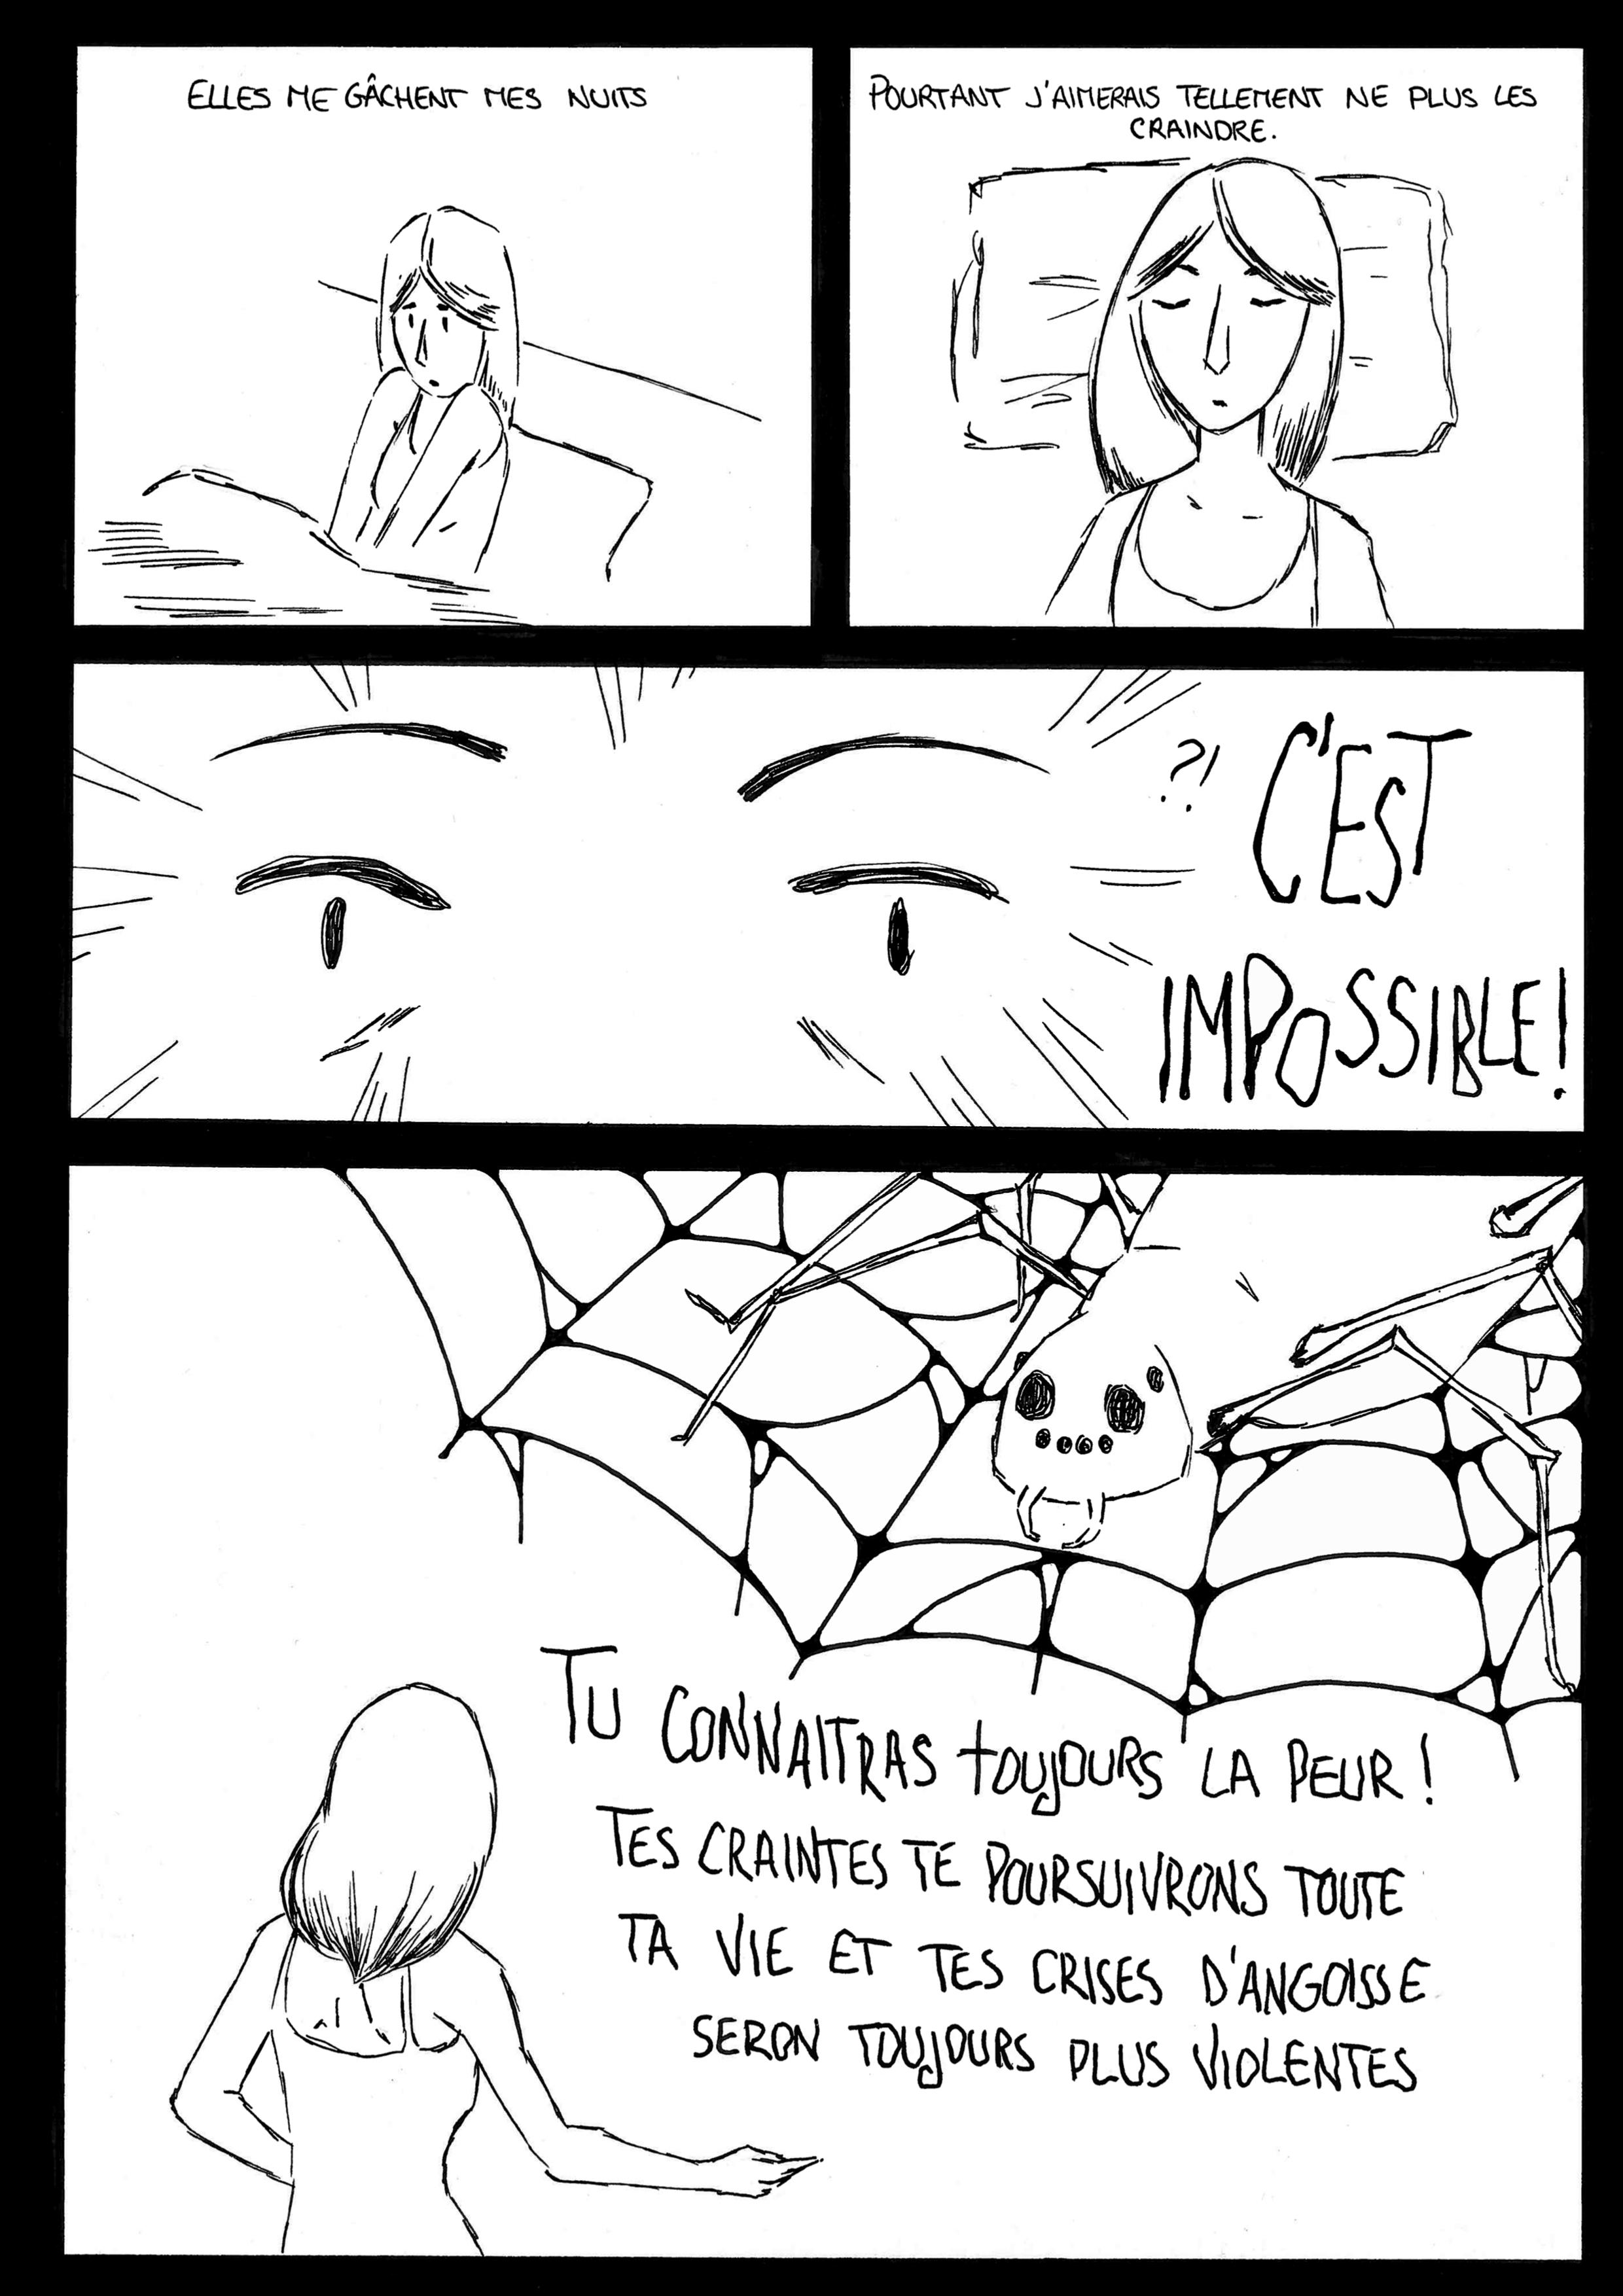 ELLES ME GÂCHENT MES NUITS
POURTANT J'AIMERAIS TELLEMENT NE PLUS LES
CRAINDRE.
?!
C'EST
IMPOSSIBLE!
TU CONNAITRAS TOUJOURS LA PEUR!
TES CRAINTES TE POURSUIVRONS TOUTE
TA VIE ET TES CRISES D'ANGOISSE
SERON TOUJOURS PLUS VIOLENTES